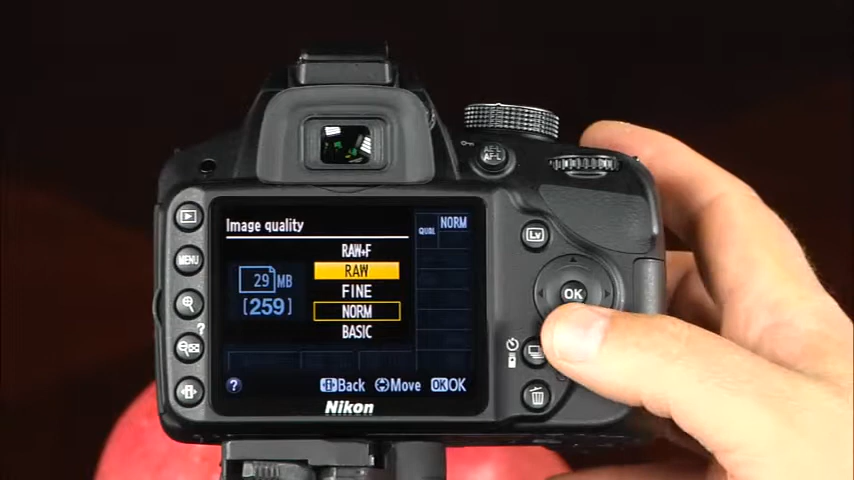 AE-L
AF-L
Lv
MENU
OK
?
Image quality
QUAL NORM
RAW+F
RAW
FINE
NORM
BASIC
29 MB
[259]
? Back Move OK OK
Nikon